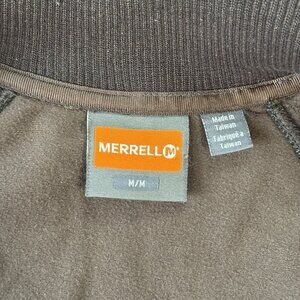 MERRELL M
M/M
Made in
Taiwan
Fabriqué à
Taiwan